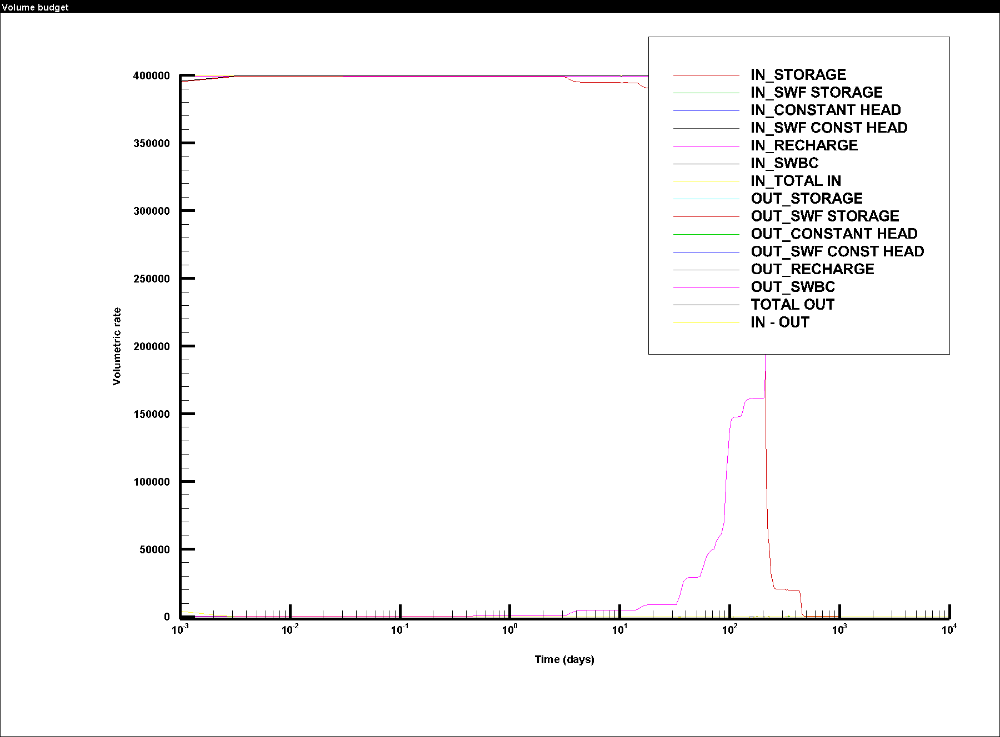 Volume budget
400000
350000
300000
250000
200000
150000
100000
50000
0
Volumetric rate
10-3
10-2
10-1
100
101
102
103
104
Time (days)
IN_STORAGE
IN_SWF STORAGE
IN_CONSTANT HEAD
IN_SWF CONST HEAD
IN_RECHARGE
IN_SWBC
IN_TOTAL IN
OUT_STORAGE
OUT_SWF STORAGE
OUT_CONSTANT HEAD
OUT_SWF CONST HEAD
OUT_RECHARGE
OUT_SWBC
TOTAL OUT
IN - OUT